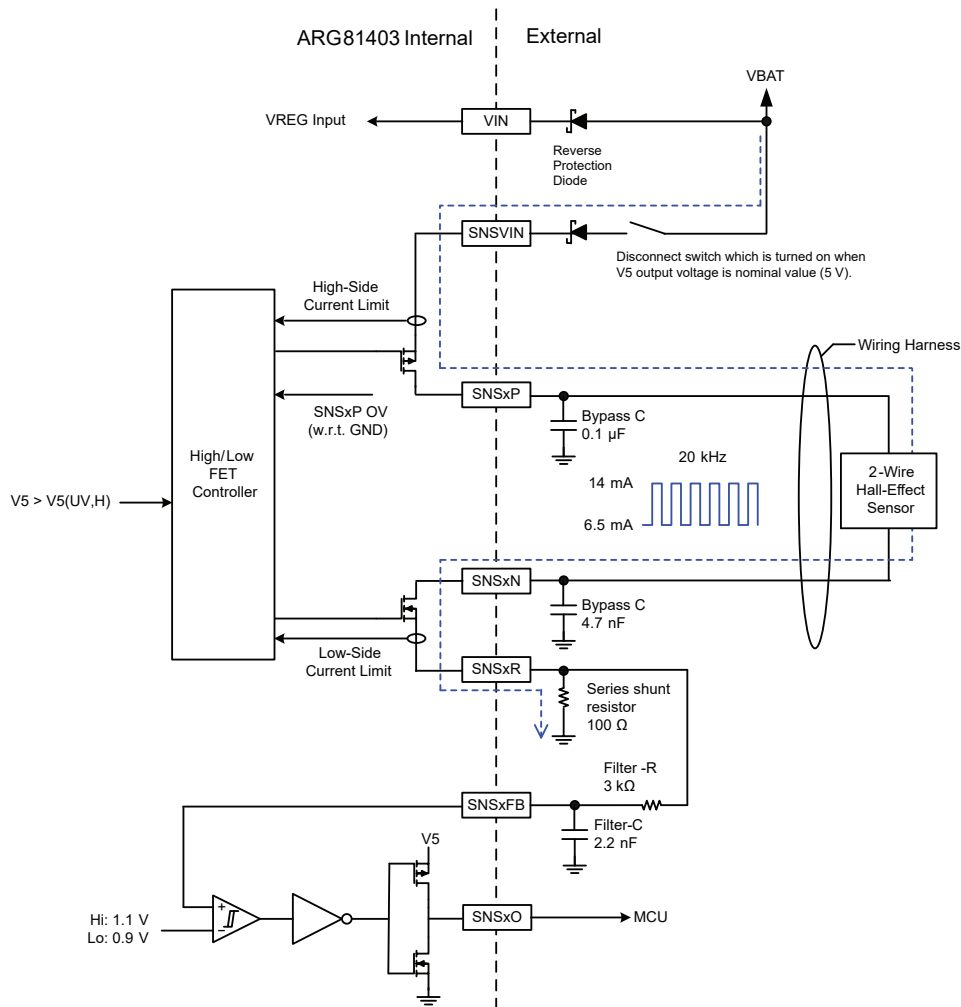 ARG81403 Internal
External
VBAT
VREG Input
VIN
Reverse
Protection
Diode
SNSVIN
Disconnect switch which is turned on when
V5 output voltage is nominal value (5 V).
High-Side
Current Limit
Wiring Harness
SNSxP
SNSxP OV
(w.r.t. GND)
Bypass C
0.1 µF
High/Low
FET
Controller
20 kHz
14 mA
6.5 mA
2-Wire
Hall-Effect
Sensor
V5 > V5(UV,H)
SNSxN
Bypass C
4.7 nF
Low-Side
Current Limit
SNSxR
Series shunt
resistor
100 Ω
Filter -R
3 kΩ
SNSxFB
Filter-C
2.2 nF
V5
+
−
Hi: 1.1 V
Lo: 0.9 V
SNSxO
MCU